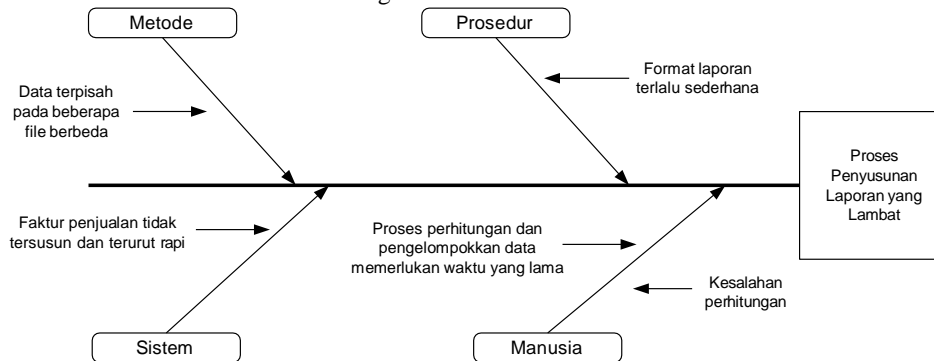 Metode
Prosedur
Data terpisah
pada beberapa
file berbeda
Format laporan
terlalu sederhana
Proses
Penyusunan
Laporan yang
Lambat
Faktur penjualan tidak
tersusun dan terurut rapi
Proses perhitungan dan
pengelompokkan data
memerlukan waktu yang lama
Kesalahan
perhitungan
Sistem
Manusia